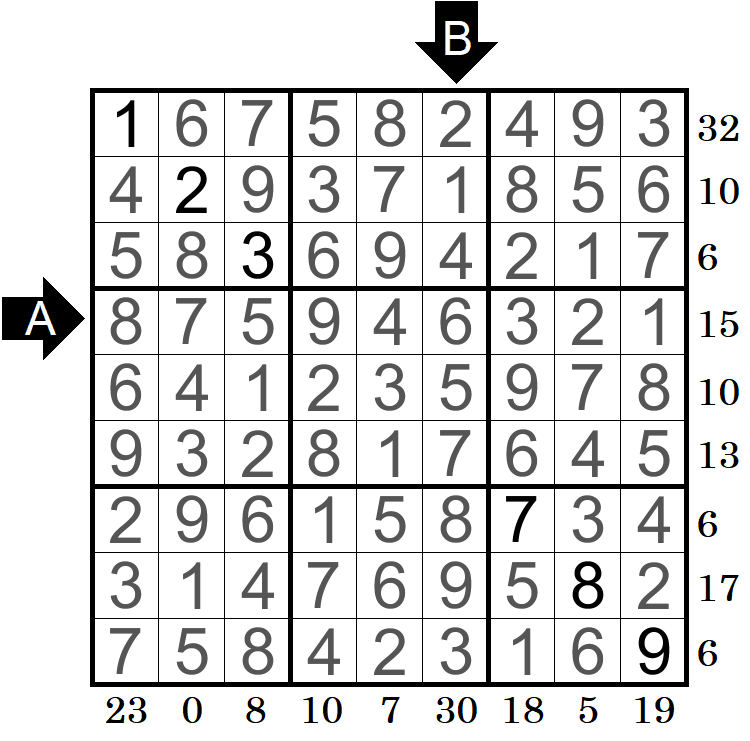 B
1 6 7 5 8 2 4 9 3 32
4 2 9 3 7 1 8 5 6 10
5 8 3 6 9 4 2 1 7 6
A 8 7 5 9 4 6 3 2 1 15
6 4 1 2 3 5 9 7 8 10
9 3 2 8 1 7 6 4 5 13
2 9 6 1 5 8 7 3 4 6
3 1 4 7 6 9 5 8 2 17
7 5 8 4 2 3 1 6 9 6
23 0 8 10 7 30 18 5 19